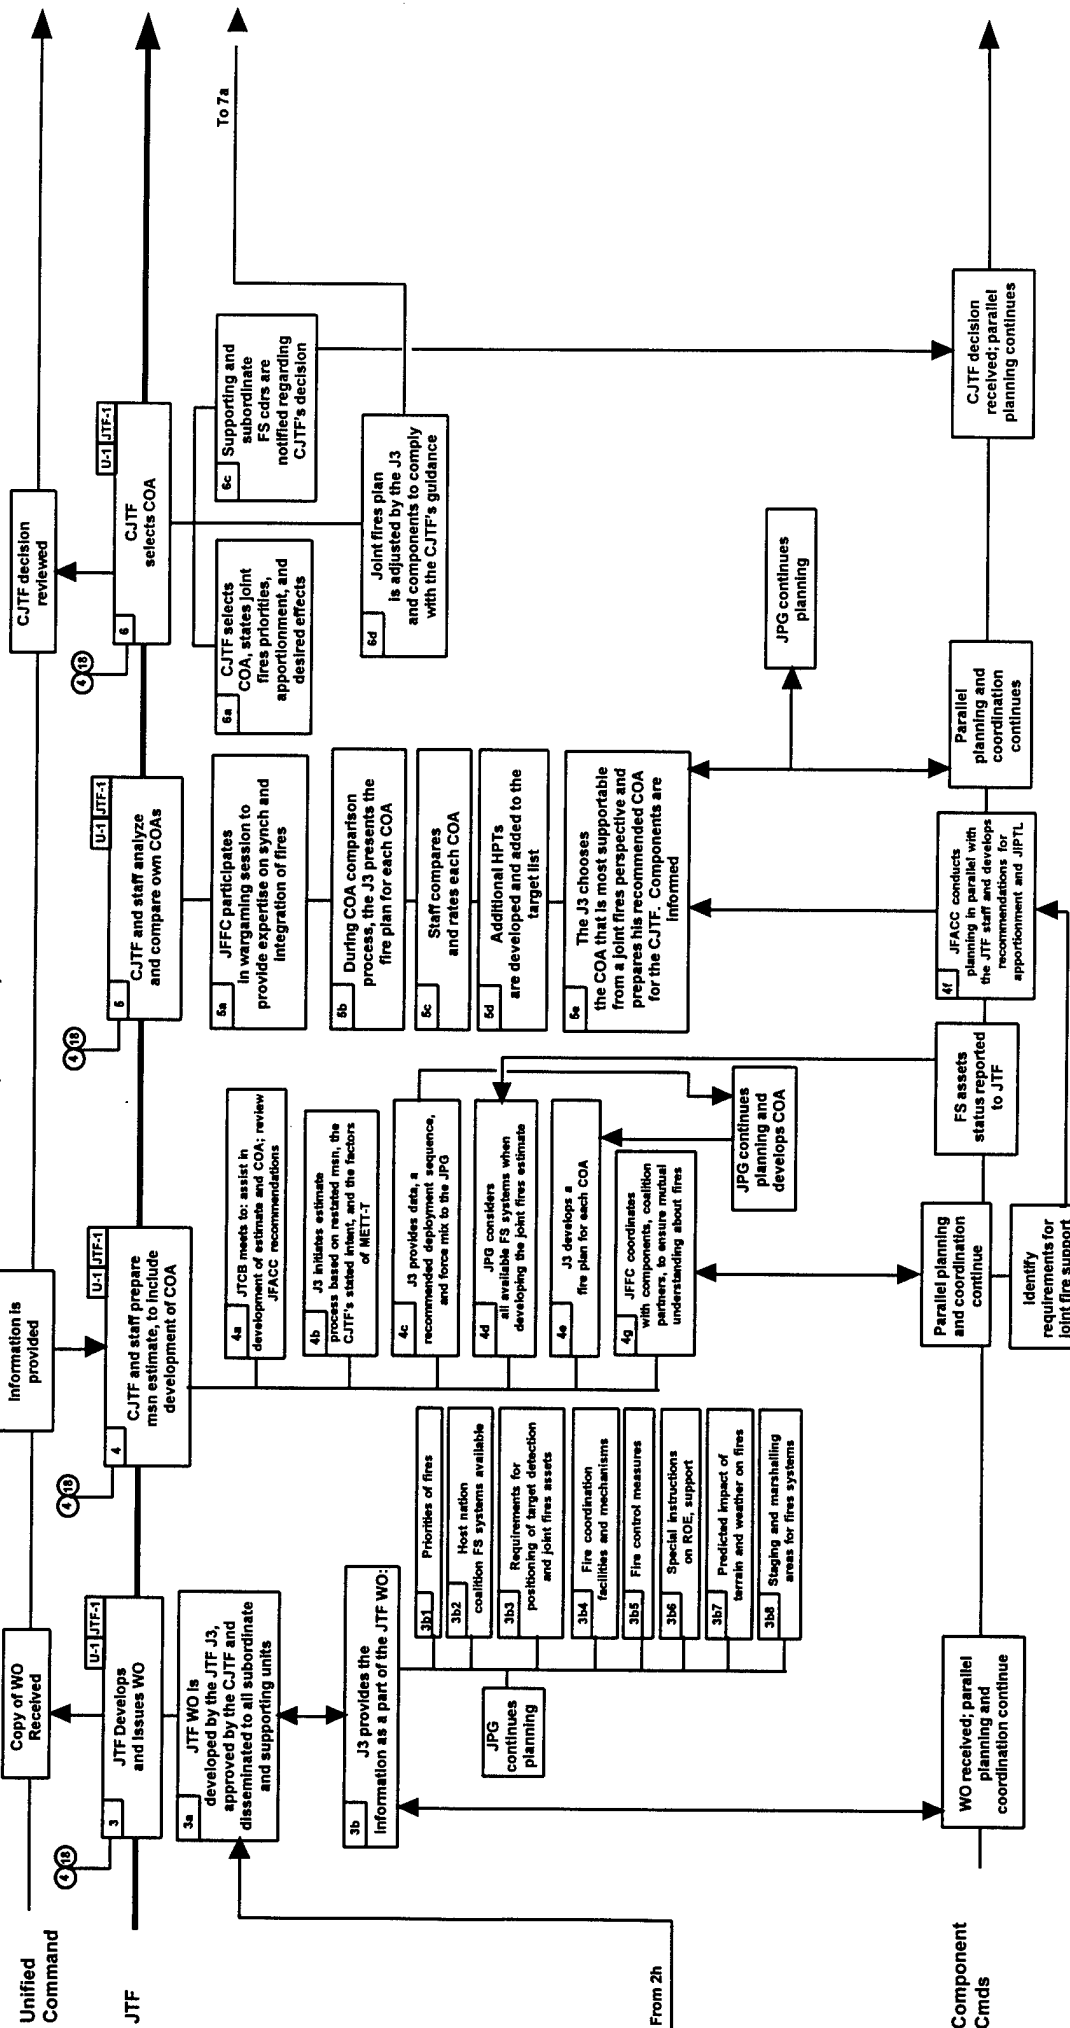 Unified
Command
Copy of WO
Received
Information is
provided
CJTF decision
reviewed
JTF
4 18
3
U-1 JTF-1
JTF Develops
and Issues WO
4 18
4
U-1 JTF-1
CJTF and staff prepare
msn estimate, to include
development of COA
4 18
5
U-1 JTF-1
CJTF and staff analyze
and compare own COAs
4 18
6
U-1 JTF-1
CJTF
selects COA
3a
JTF WO is
developed by the JTF J3,
approved by the CJTF and
disseminated to all subordinate
and supporting units
3b
J3 provides the
Information as a part of the JTF WO:
3b1
Priorities of fires
3b2
Host nation
coalition FS systems available
3b3
Requirements for
positioning of target detection
and joint fires assets
3b4
Fire coordination
facilities and mechanisms
3b5
Fire control measures
3b6
Special instructions
on ROE, support
3b7
Predicted impact of
terrain and weather on fires
3b8
Staging and marshalling
areas for fires systems
JPG
continues
planning
From 2h
4a
JTCB meets to: assist in
development of estimate and COA; review
JFACC recommendations
4b
J3 initiates estimate
process based on restated msn, the
CJTF's stated intent, and the factors
of METT-T
4c
J3 provides data, a
recommended deployment sequence,
and force mix to the JPG
4d
JPG considers
all available FS systems when
developing the joint fires estimate
4e
J3 develops a
fire plan for each COA
4g
JFFC coordinates
with components, coalition
partners, to ensure mutual
understanding about fires
JPG continues
planning and
develops COA
5a
JFFC participates
in wargaming session to
provide expertise on synch and
integration of fires
5b
During COA comparison
process, the J3 presents the
fire plan for each COA
5c
Staff compares
and rates each COA
5d
Additional HPTs
are developed and added to the
target list
5e
The J3 chooses
the COA that is most supportable
from a joint fires perspective and
prepares his recommended COA
for the CJTF. Components are
informed
JPG continues
planning
6a
CJTF selects
COA, states joint
fires priorities,
apportionment, and
desired effects
6c
Supporting and
subordinate
FS cdrs are
notified regarding
CJTF's decision
6d
Joint fires plan
is adjusted by the J3
and components to comply
with the CJTF's guidance
To 7a
Component
Cmds
WO received; parallel
planning and
coordination continue
Parallel planning
and coordination
continue
Identify
requirements for
joint fire support
FS assets
status reported
to JTF
4f
JFACC conducts
planning in parallel with
the JTF staff and develops
recommendations for
apportionment and JIPTL
Parallel
planning and
coordination
continues
CJTF decision
received; parallel
planning continues